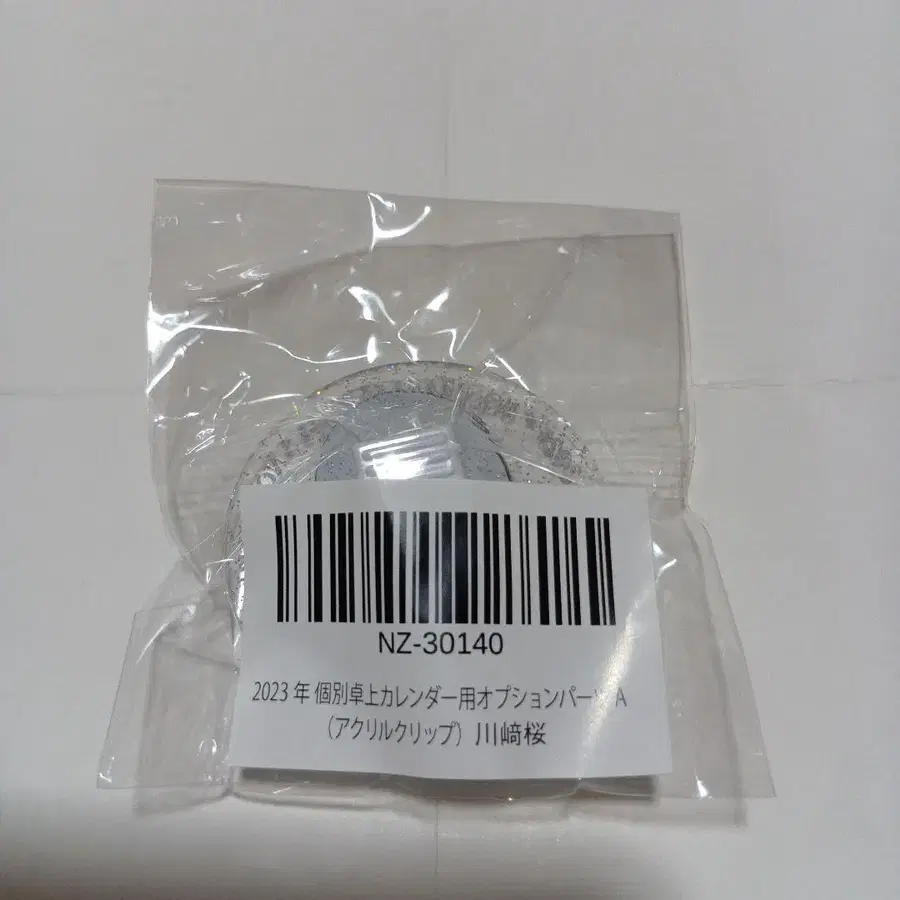 NZ-30140
2023 年 個別卓上カレンダー用オプションパーツ A
（アクリルクリップ）川﨑桜